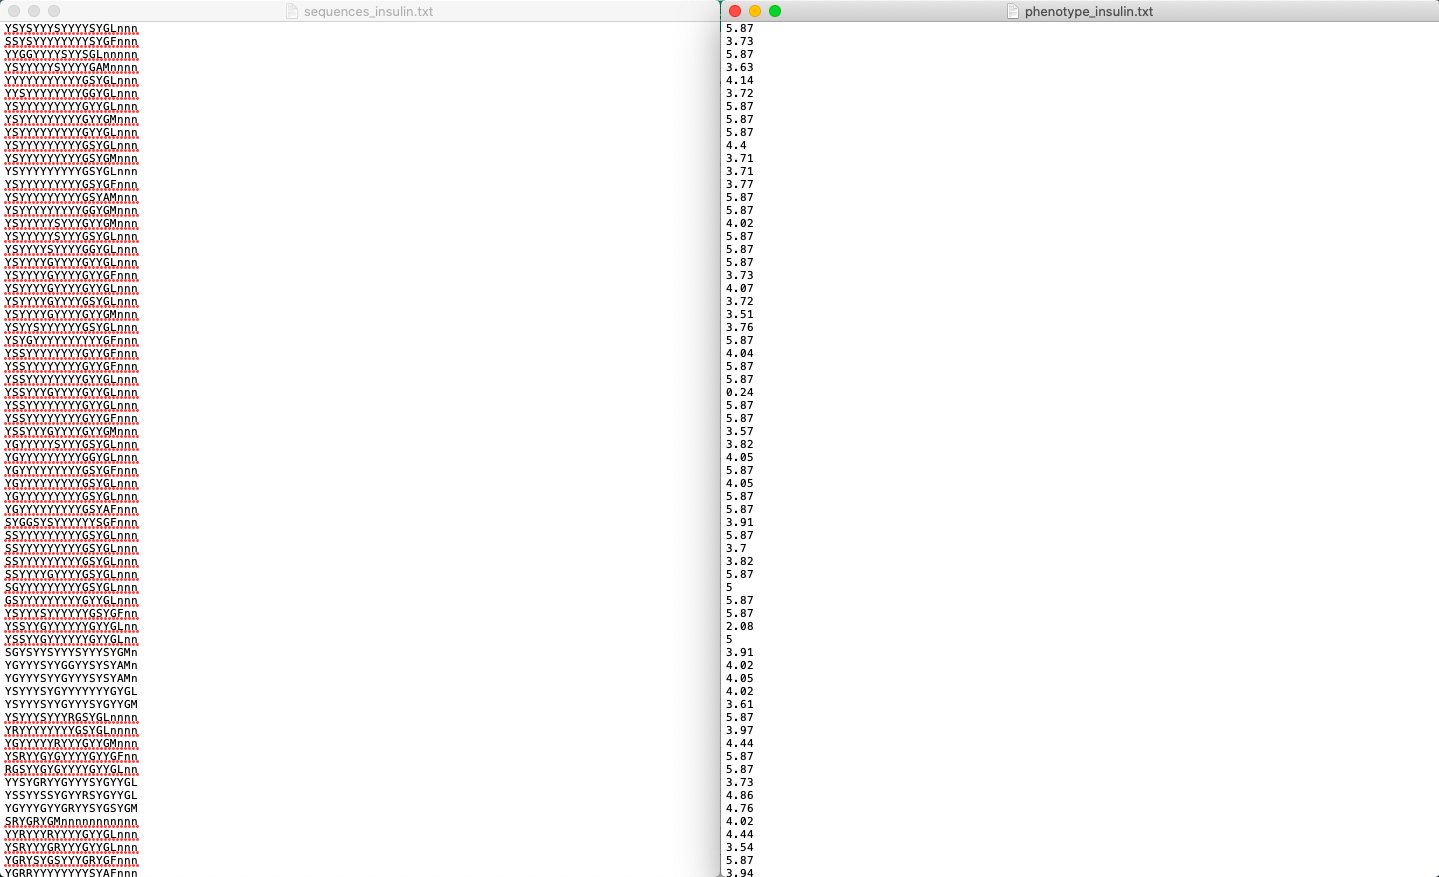 sequences_insulin.txt
YSYSYYYSYYYYSYGLnnn
SSYSYYYYYYYYSYGFnnn
YYGGYYYYSYYSGLnnnnn
YSYYYYYSYYYYGAMnnnn
YYYYYYYYYYYGSYGLnnn
YYSYYYYYYYYGGYGLnnn
YSYYYYYYYYYGYYGLnnn
YSYYYYYYYYYGYYGMnnn
YSYYYYYYYYYGYYGLnnn
YSYYYYYYYYYGSYGLnnn
YSYYYYYYYYYGSYGMnnn
YSYYYYYYYYYGSYGLnnn
YSYYYYYYYYYGSYGFnnn
YSYYYYYYYYYGSYAMnnn
YSYYYYYYYYYGGYGMnnn
YSYYYYYSYYYGYYGMnnn
YSYYYYYSYYYGSYGLnnn
YSYYYYSYYYYGGYGLnnn
YSYYYYGYYYYGYYGLnnn
YSYYYYGYYYYGYYGFnnn
YSYYYYGYYYYGYYGLnnn
YSYYYYGYYYYGSYGLnnn
YSYYYYGYYYYGYYGMnnn
YSYYSYYYYYYGSYGLnnn
YSYGYYYYYYYYYYGFnnn
YSSYYYYYYYYGYYGFnnn
YSSYYYYYYYYGYYGFnnn
YSSYYYYYYYYGYYGLnnn
YSSYYYGYYYYGYYGLnnn
YSSYYYYYYYYGYYGLnnn
YSSYYYYYYYYGYYGFnnn
YSSYYYGYYYYGYYGMnnn
YGYYYYYSYYYGSYGLnnn
YGYYYYYYYYYGGYGLnnn
YGYYYYYYYYYGSYGFnnn
YGYYYYYYYYYGSYGLnnn
YGYYYYYYYYYGSYGLnnn
YGYYYYYYYYYGSYAFnnn
SYGGSYSYYYYYYSGFnnn
SSYYYYYYYYYGSYGLnnn
SSYYYYYYYYYGSYGLnnn
SSYYYYYYYYYGSYGLnnn
SSYYYYGYYYYGSYGLnnn
SGYYYYYYYYYGSYGLnnn
GSYYYYYYYYYGYYGLnnn
YSYYYSYYYYYYGSYGFnn
YSSYYGYYYYYYGYYGLnn
YSSYYGYYYYYYGYYGLnn
SGYSYYSYYYSYYYSYGMn
YGYYYSYYGGYYSYSYAMn
YGYYYSYYGYYYSYSYAMn
YSYYYSYGYYYYYYYGYGL
YSYYYSYYGYYYSYGYYGM
YSYYYSYYYRGSYGLnnnn
YRYYYYYYYYGSYGLnnnn
YGYYYYYRYYYGYYGMnnn
YSRYYGYGYYYYGYYGFnn
RGSYYGYGYYYYGYYGLnn
YYSYGRYYGYYYSYGYYGL
YSSYYSSYGYYRSYGYYGL
YGYYYGYYGRYYSYGSYGM
SRYGRYGMnnnnnnnnnnn
YYRYYYRYYYYGYYGLnnn
YSRYYYGRYYYGYYGLnnn
YGRYSYGSYYYGRYGFnnn
YGRRYYYYYYYYSYAFnnn
phenotype_insulin.txt
5.87
3.73
5.87
3.63
4.14
3.72
5.87
5.87
5.87
4.4
3.71
3.71
3.77
5.87
5.87
4.02
5.87
5.87
5.87
3.73
4.07
3.72
3.51
3.76
5.87
4.04
5.87
5.87
0.24
5.87
5.87
3.57
3.82
4.05
5.87
4.05
5.87
5.87
3.91
5.87
3.7
3.82
5.87
5
5.87
5.87
2.08
5
3.91
4.02
4.05
4.02
3.61
5.87
3.97
4.44
5.87
5.87
3.73
4.86
4.76
4.02
4.44
3.54
5.87
3.94